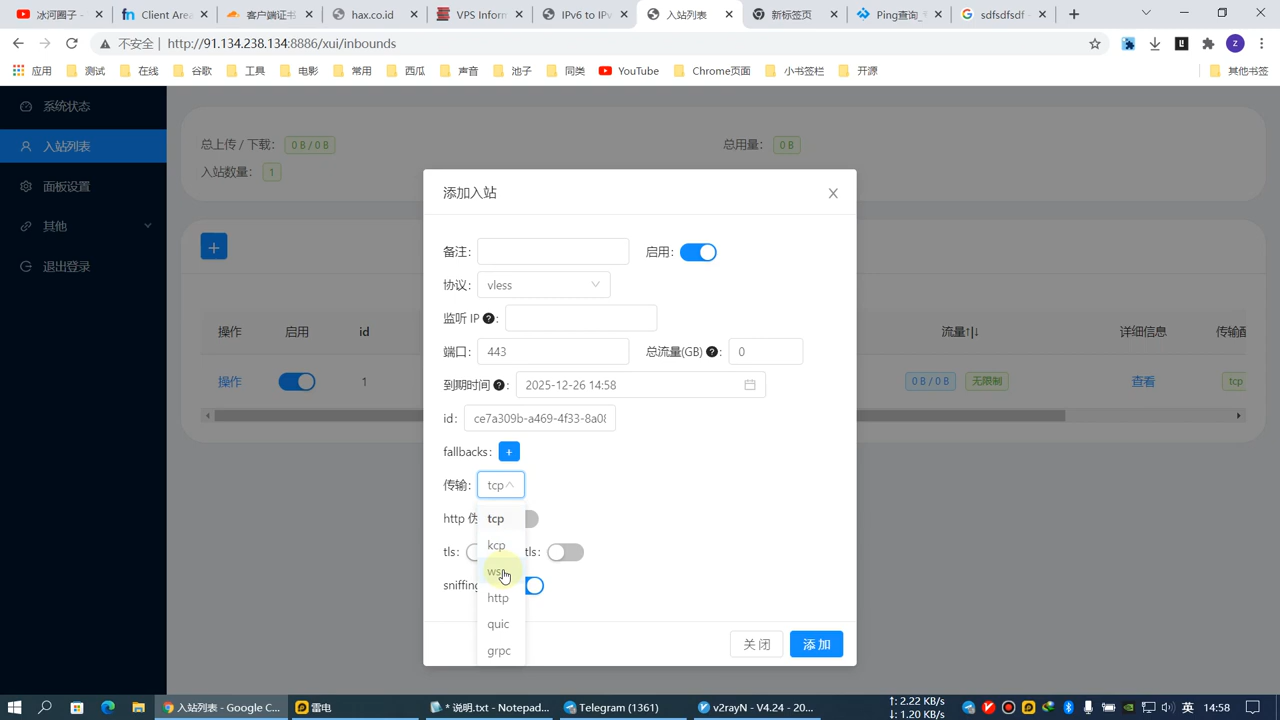 冰河圈子 -
Client Area
客户端证书
hax.co.id
VPS Inform
IPv6 to IPv
入站列表
新标签页
Ping查询_
sdfsdfsdf -
不安全
http://91.134.238.134:8886/xui/inbounds
Z
应用
测试
在线
谷歌
工具
电影
常用
西瓜
声音
池子
同类
YouTube
Chrome页面
小书签栏
开源
其他书签
系统状态
入站列表
面板设置
其他
退出登录
总上传 / 下载:
0 B / 0 B
总用量:
0 B
入站数量:
1
添加入站
备注:
启用:
协议:
vless
监听 IP
:
端口:
443
总流量(GB)
:
0
到期时间
:
2025-12-26 14:58
id:
ce7a309b-a469-4f33-8a08
fallbacks:
+
传输:
tcp
http 伪
tcp
kcp
tls:
tls:
ws
sniffing
http
quic
grpc
关 闭
添 加
操作
启用
id
流量↑|↓
详细信息
传输配
操作
1
0 B / 0 B
无限制
查看
tcp
入站列表 - Google C...
雷电
* 说明.txt - Notepad...
Telegram (1361)
v2rayN - V4.24 - 20...
↑: 2.22 KB/s
↓: 1.20 KB/s
英
14:58